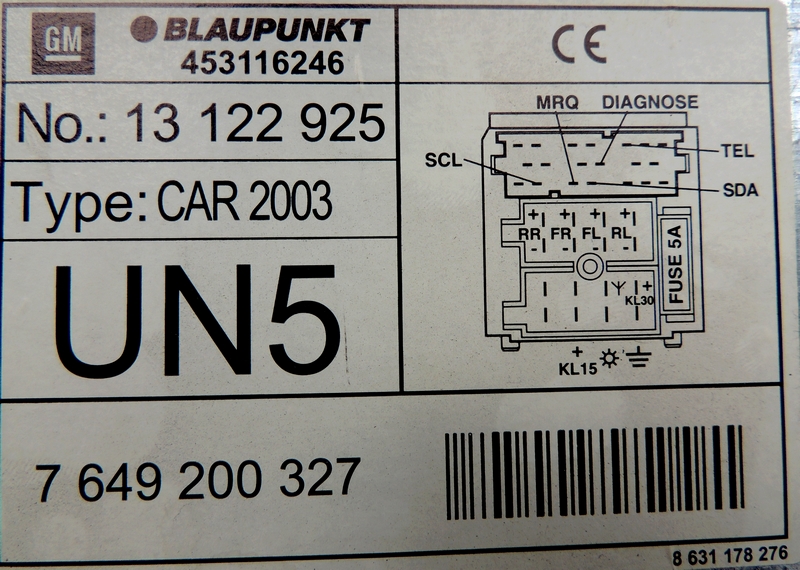 GM
BLAUPUNKT
453116246
CE
No.: 13 122 925
Type: CAR 2003
UN5
MRQ DIAGNOSE
SCL
TEL
SDA
+ + + +
RR FR FL RL
- - - -
FUSE 5A
+
KL30
+
KL15
7 649 200 327
8 631 178 276